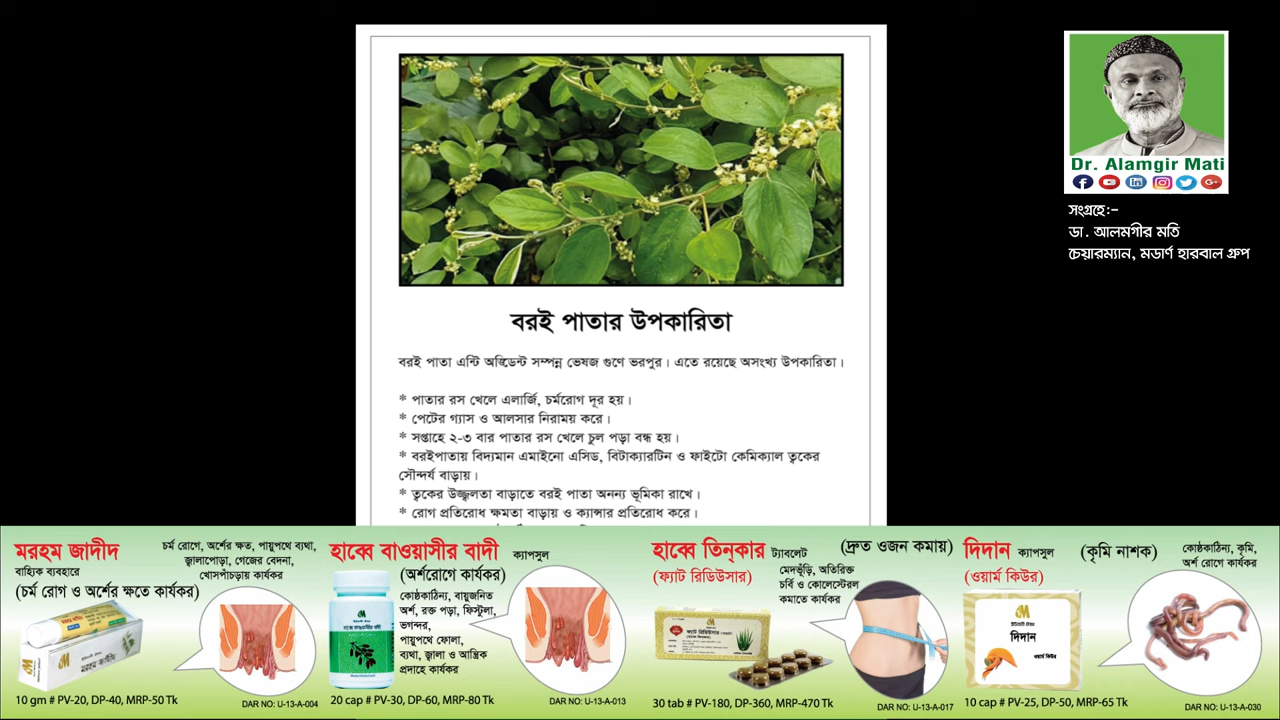 Dr. Alamgir Mati
সংগ্রহে:-
ডা. আলমগীর মতি
চেয়ারম্যান, মডার্ণ হারবাল গ্রুপ
বরই পাতার উপকারিতা
বরই পাতা এন্টি অক্সিডেন্ট সম্পন্ন ভেষজ গুণে ভরপুর। এতে রয়েছে অসংখ্য উপকারিতা।
* পাতার রস খেলে এলার্জি, চর্মরোগ দূর হয়।
* পেটের গ্যাস ও আলসার নিরাময় করে।
* সপ্তাহে ২-৩ বার পাতার রস খেলে চুল পড়া বন্ধ হয়।
* বরইপাতায় বিদ্যমান এমাইনো এসিড, বিটাক্যারটিন ও ফাইটো কেমিক্যাল ত্বকের
সৌন্দর্য বাড়ায়।
* ত্বকের উজ্জ্বলতা বাড়াতে বরই পাতা অনন্য ভূমিকা রাখে।
* রোগ প্রতিরোধ ক্ষমতা বাড়ায় ও ক্যান্সার প্রতিরোধ করে।
মরহম জাদীদ
বাহ্যিক ব্যবহারে
(চর্ম রোগ ও অর্শের ক্ষতে কার্যকর)
চর্ম রোগে, অর্শের ক্ষত, পায়ুপথে ব্যথা,
জ্বালাপোড়া, গেজের বেদনা,
খোসপাঁচড়ায় কার্যকর
মরহম জাদীদ
10 gm # PV-20, DP-40, MRP-50 Tk
DAR NO: U-13-A-004
হাব্বে বাওয়াসীর বাদী ক্যাপসুল
(অর্শরোগে কার্যকর)
কোষ্ঠকাঠিন্য, বায়ুজনিত
অর্শ, রক্ত পড়া, ফিস্টুলা,
ভগন্দর,
পায়ুপথে ফোলা,
ব্যথা, জ্বালা ও আন্ত্রিক
প্রদাহে কার্যকর
20 cap # PV-30, DP-60, MRP-80 Tk
DAR NO: U-13-A-013
হাব্বে তিন্‌কার ট্যাবলেট (দ্রুত ওজন কমায়)
(ফ্যাট রিডিউসার)
মেদভুঁড়ি, অতিরিক্ত
চর্বি ও কোলেস্টেরল
কমাতে কার্যকর
ফ্যাট রিডিউসার
30 tab # PV-180, DP-360, MRP-470 Tk
DAR NO: U-13-A-017
দিদান ক্যাপসুল (কৃমি নাশক)
(ওয়ার্ম কিউর)
কোষ্ঠকাঠিন্য, কৃমি,
অর্শ রোগে কার্যকর
দিদান
ওয়ার্ম কিউর
10 cap # PV-25, DP-50, MRP-65 Tk
DAR NO: U-13-A-030